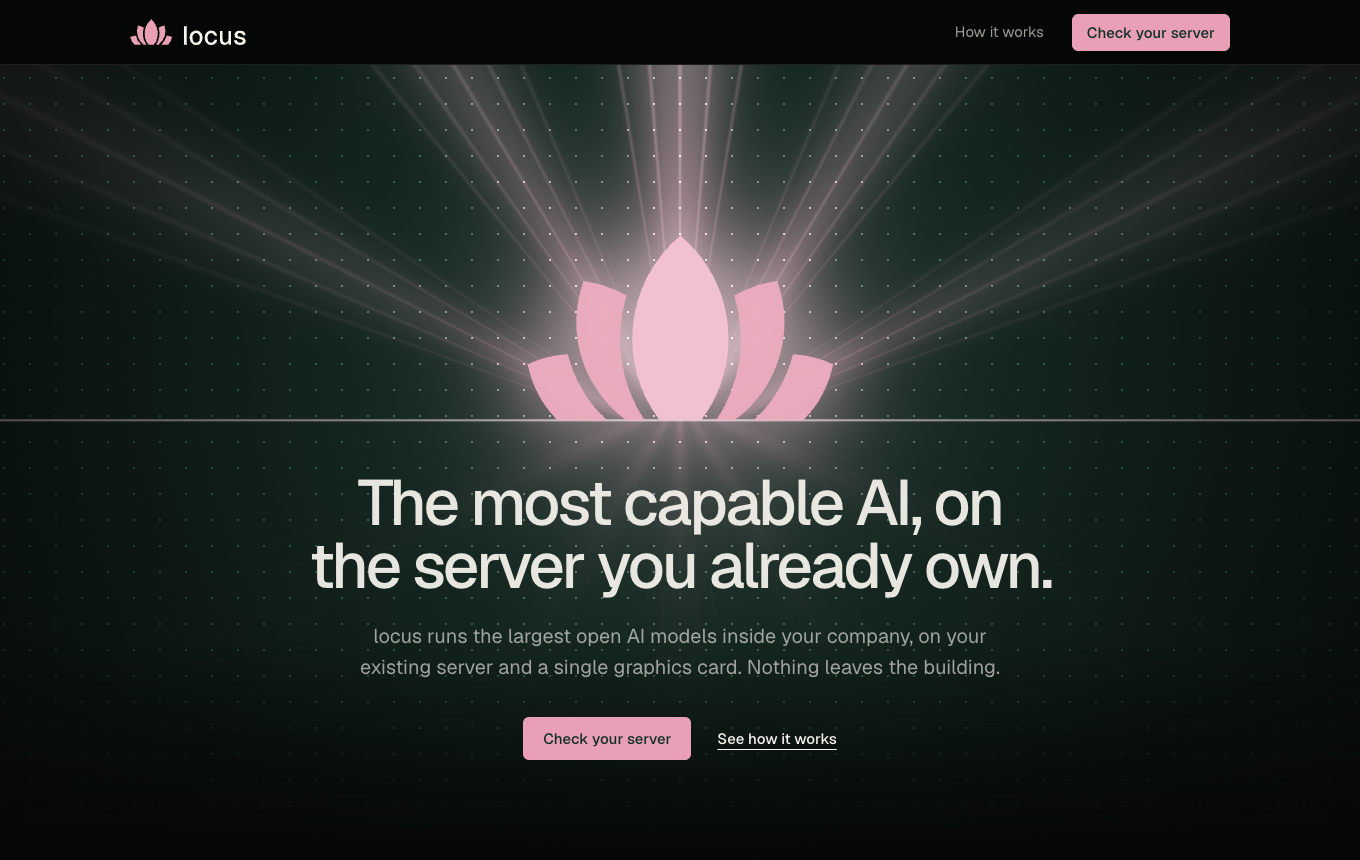 locus
How it works
Check your server
The most capable AI, on
the server you already own.
locus runs the largest open AI models inside your company, on your
existing server and a single graphics card. Nothing leaves the building.
Check your server
See how it works